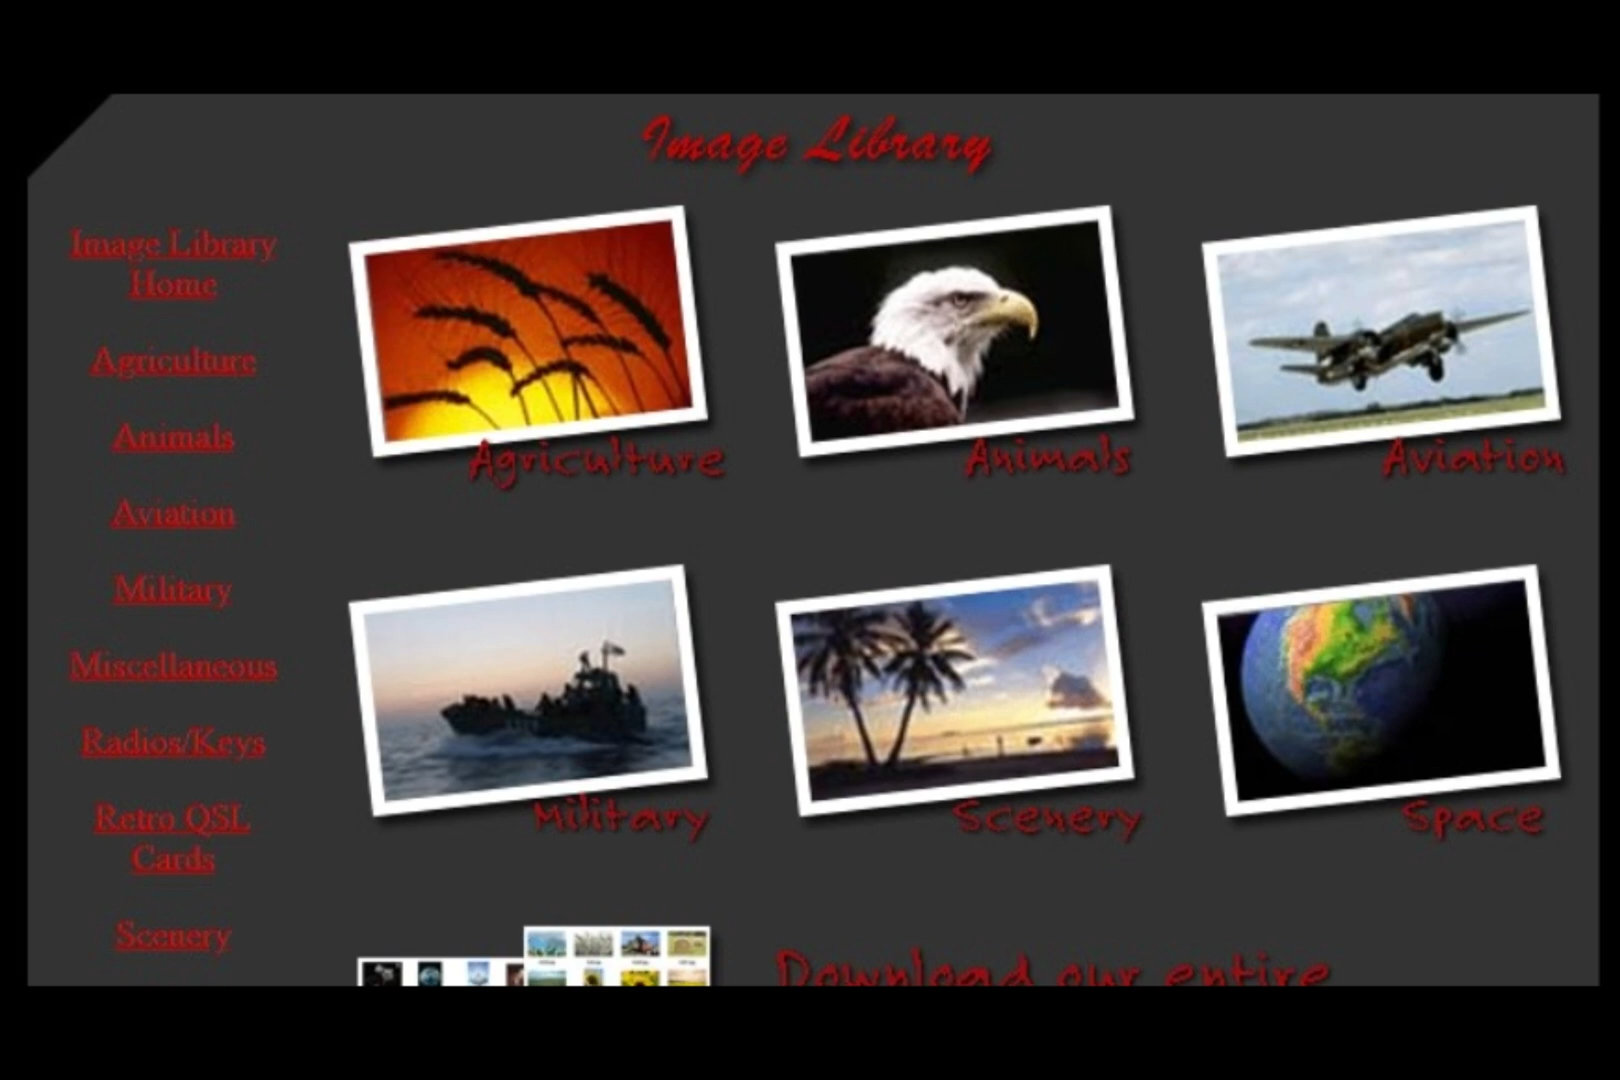 Image Library
Image Library
Home
Agriculture
Animals
Aviation
Military
Miscellaneous
Radios/Keys
Retro QSL
Cards
Scenery
Agriculture
Animals
Aviation
Military
Scenery
Space
Download our entire